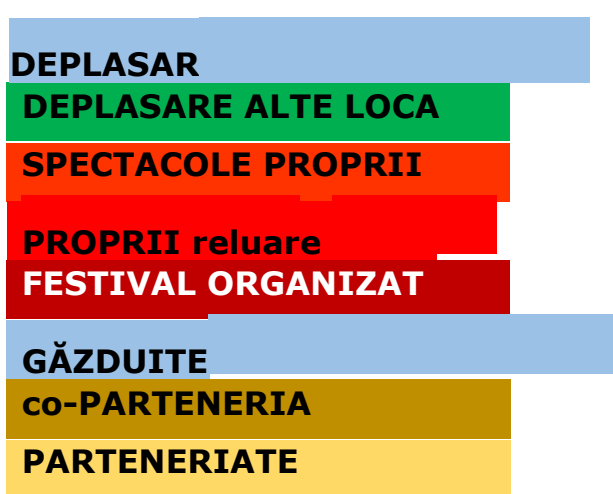 DEPLASAR
DEPLASARE ALTE LOCA
SPECTACOLE PROPRII
PROPRII reluare
FESTIVAL ORGANIZAT
GĂZDUITE
co-PARTENERIA
PARTENERIATE